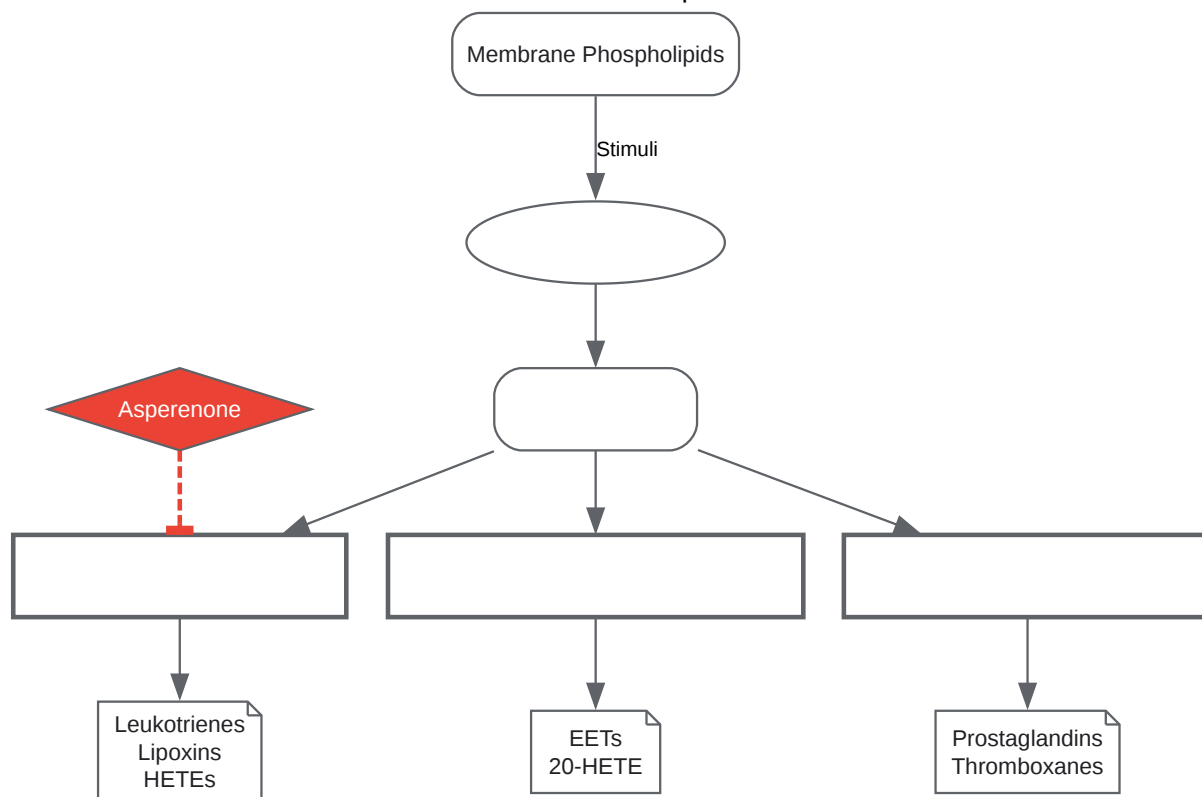 Membrane Phospholipids
Stimuli
Asperenone
Leukotrienes
Lipoxins
HETEs
EETs
20-HETE
Prostaglandins
Thromboxanes